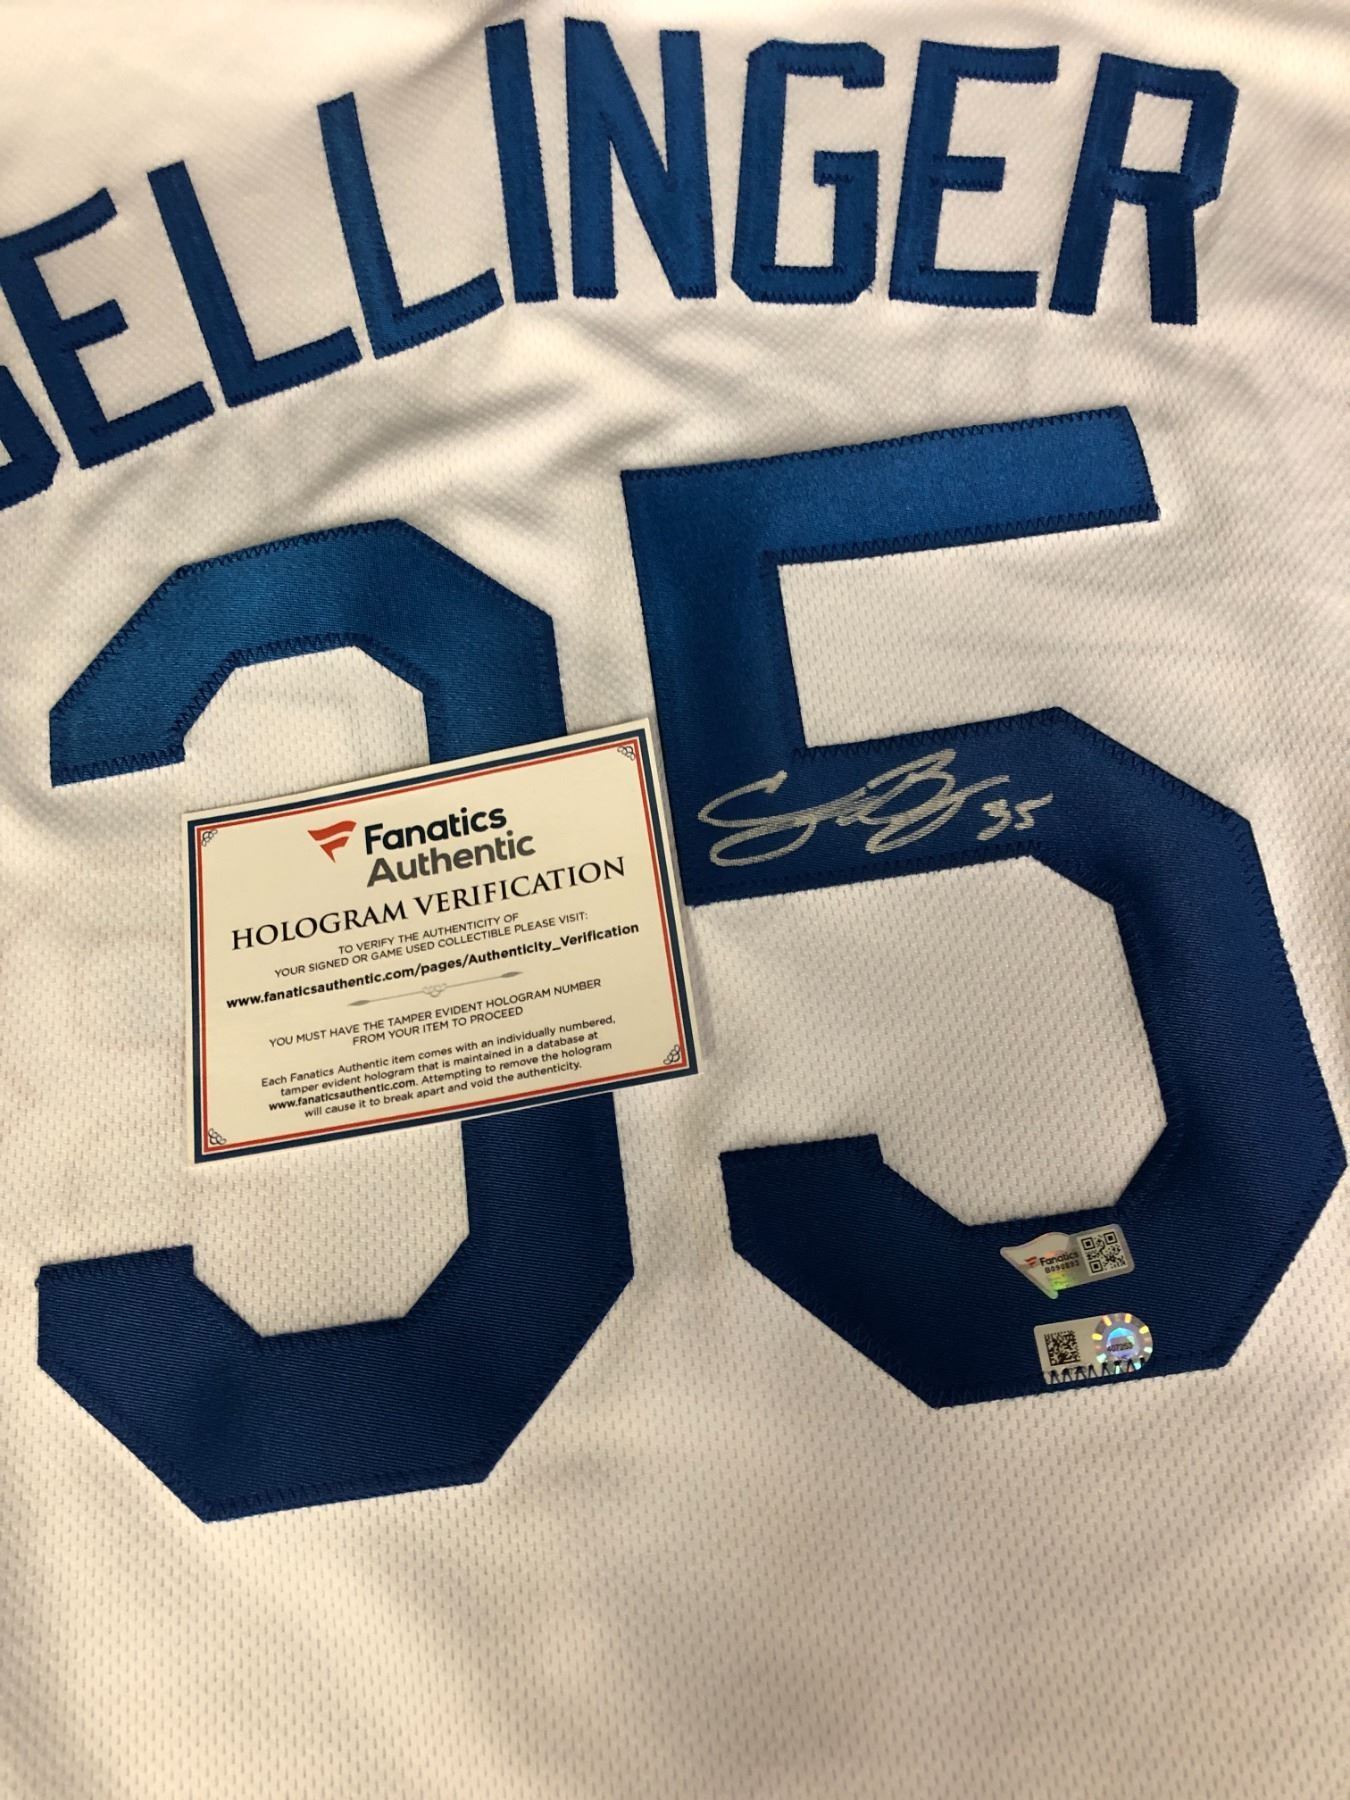 BELLINGER
35
35
Fanatics
Authentic
HOLOGRAM VERIFICATION
TO VERIFY THE AUTHENTICITY OF
YOUR SIGNED OR GAME USED COLLECTIBLE PLEASE VISIT:
www.fanaticsauthentic.com/pages/Authenticity_Verification
YOU MUST HAVE THE TAMPER EVIDENT HOLOGRAM NUMBER
FROM YOUR ITEM TO PROCEED
Each Fanatics Authentic item comes with an individually numbered,
tamper evident hologram that is maintained in a database at
www.fanaticsauthentic.com. Attempting to remove the hologram
will cause it to break apart and void the authenticity.
Fanatics